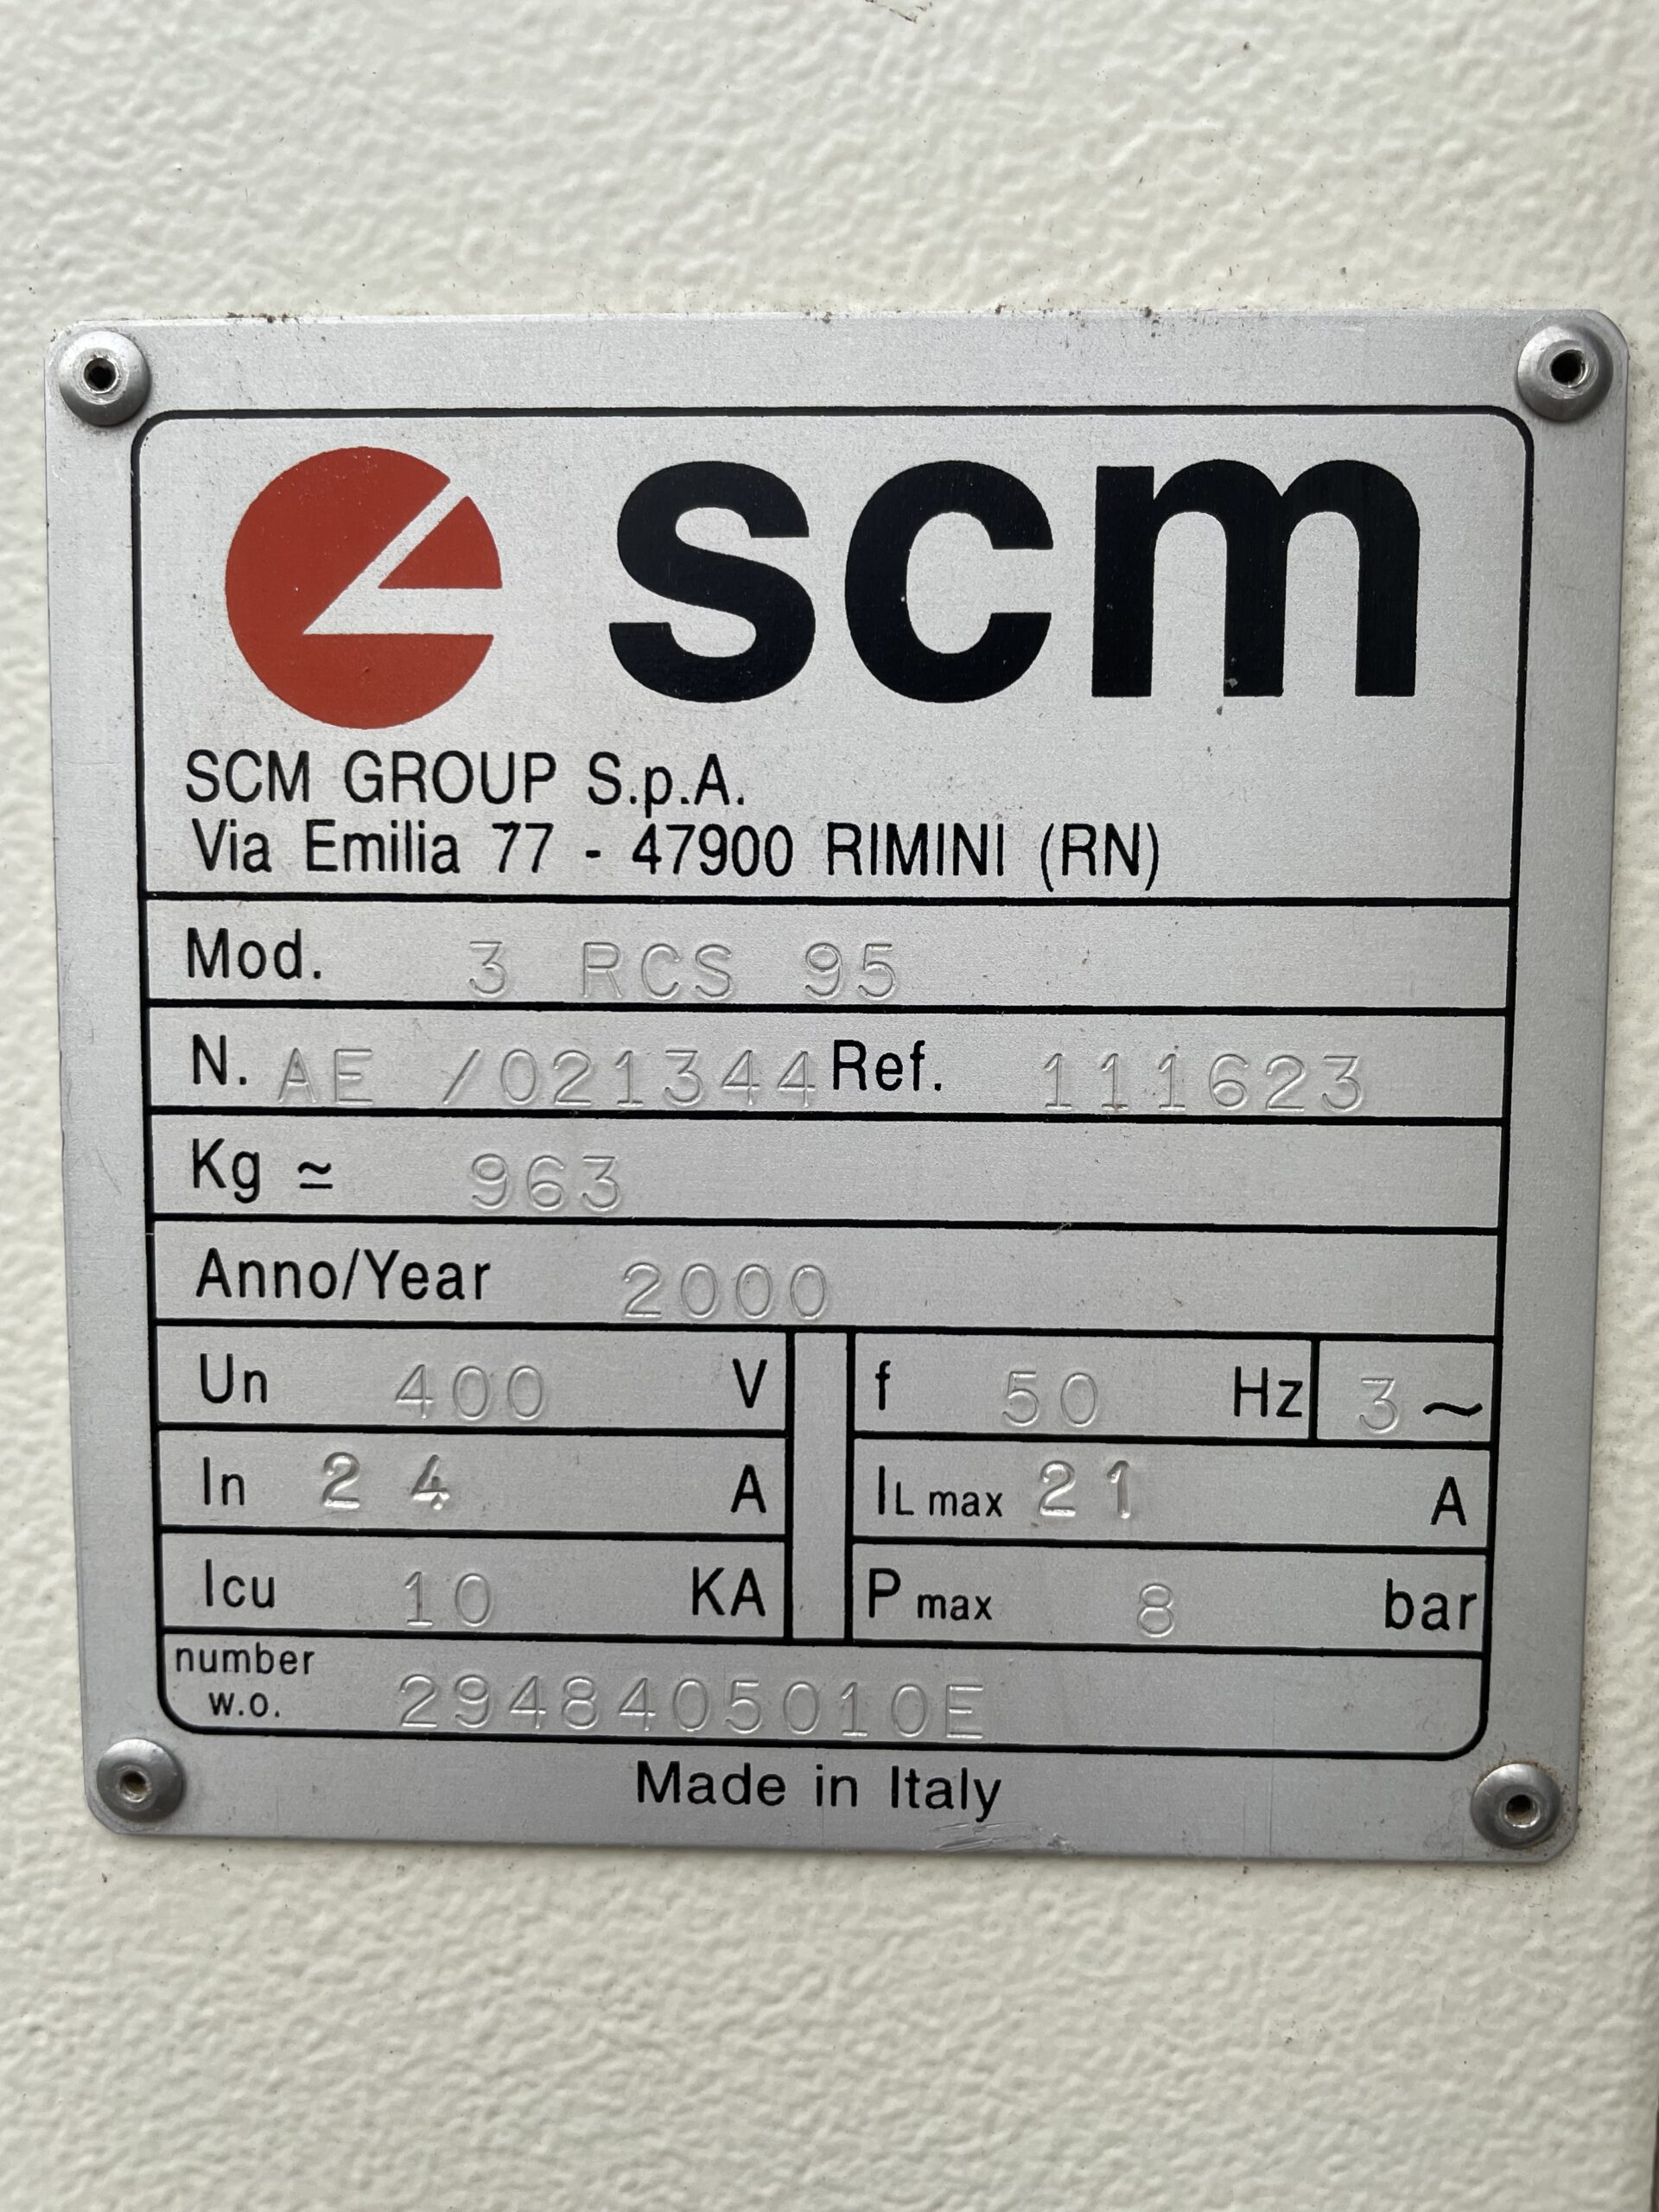 scm
SCM GROUP S.p.A.
Via Emilia 77 - 47900 RIMINI (RN)
Mod. 3 RCS 95
N. AE /021344 Ref. 111623
Kg ≃ 963
Anno/Year 2000
Un 400 V f 50 Hz 3~
In 24 A IL max 21 A
Icu 10 KA P max 8 bar
number
w.o. 2948405010E
Made in Italy